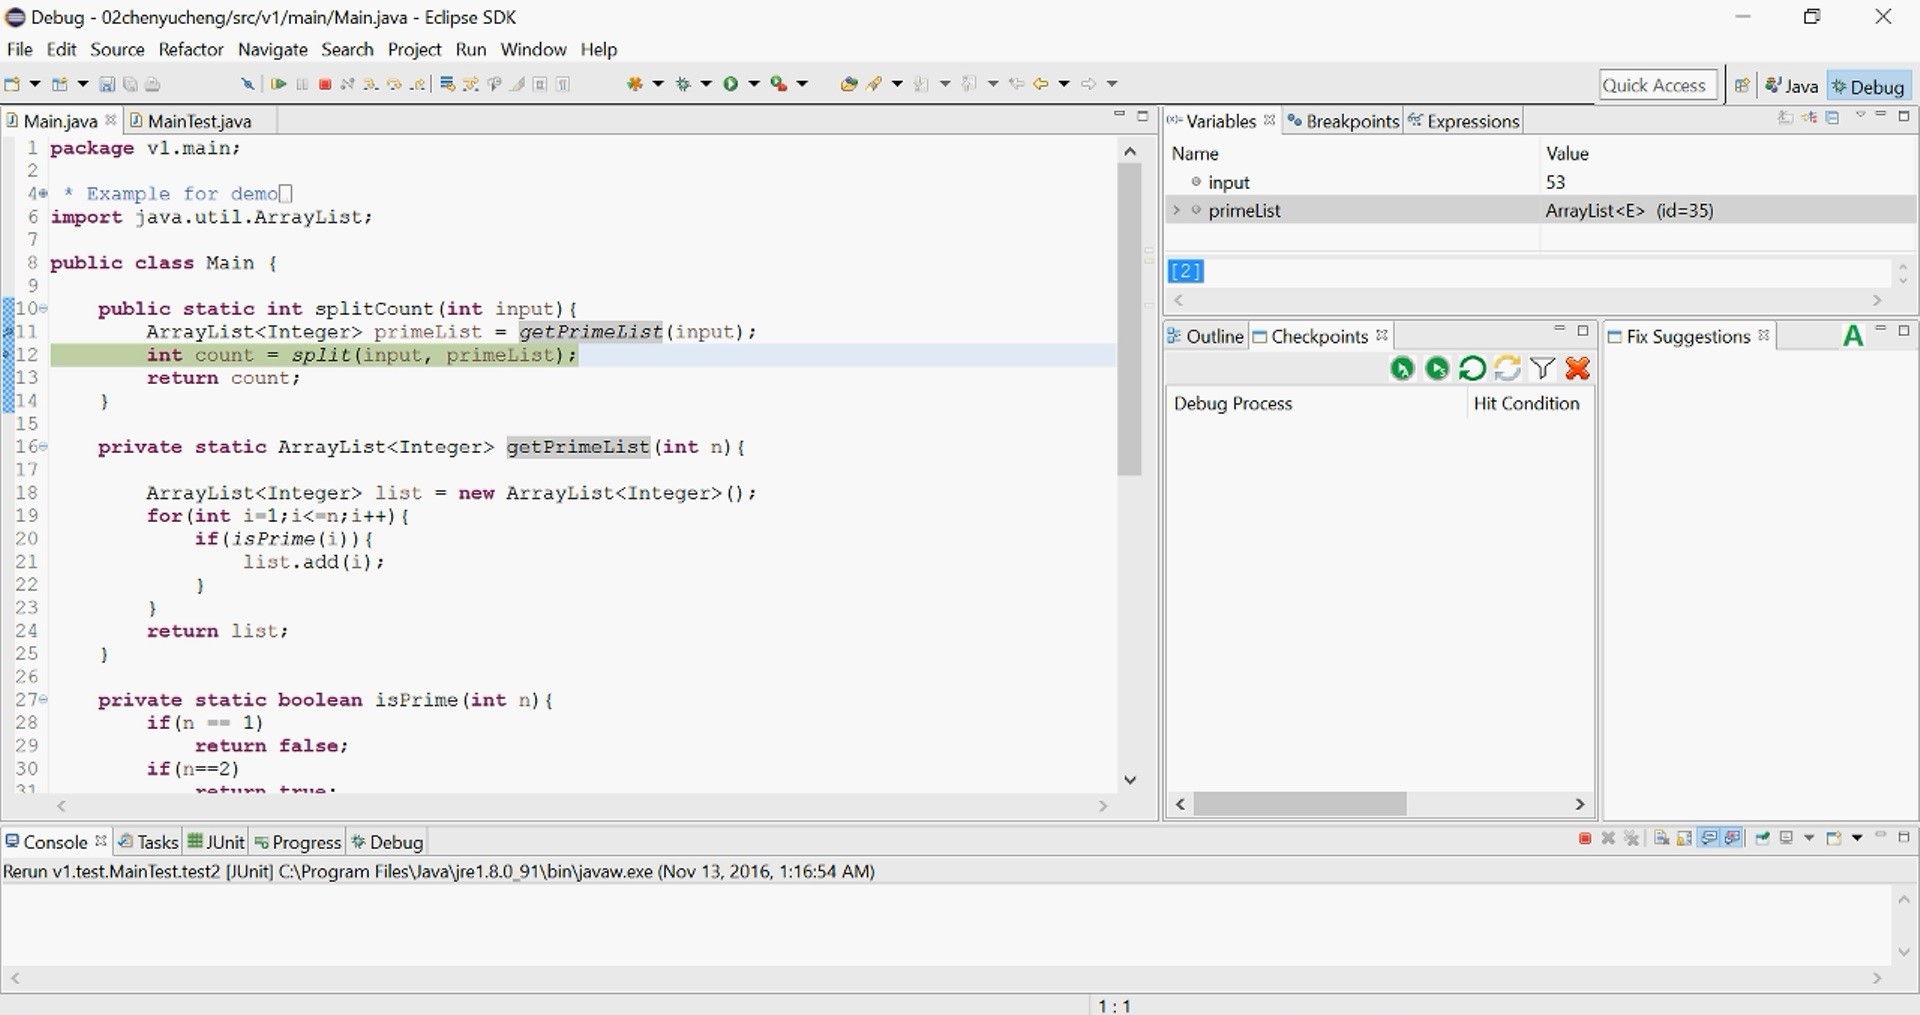 Debug - 02chenyucheng/src/v1/main/Main.java - Eclipse SDK
File Edit Source Refactor Navigate Search Project Run Window Help
Quick Access Java Debug
Main.java MainTest.java
1 package v1.main;
2
4 * Example for demo
6 import java.util.ArrayList;
7
8 public class Main {
9
10 public static int splitCount(int input){
11 ArrayList<Integer> primeList = getPrimeList(input);
12 int count = split(input, primeList);
13 return count;
14 }
15
16 private static ArrayList<Integer> getPrimeList(int n){
17
18 ArrayList<Integer> list = new ArrayList<Integer>();
19 for(int i=1;i<=n;i++){
20 if(isPrime(i)){
21 list.add(i);
22 }
23 }
24 return list;
25 }
26
27 private static boolean isPrime(int n){
28 if(n == 1)
29 return false;
30 if(n==2)
31 return true;
(x)= Variables Breakpoints Expressions
Name Value
input 53
primeList ArrayList<E> (id=35)
[2]
Outline Checkpoints
Debug Process Hit Condition
Fix Suggestions A
Console Tasks JUnit Progress Debug
Rerun v1.test.MainTest.test2 [JUnit] C:\Program Files\Java\jre1.8.0_91\bin\javaw.exe (Nov 13, 2016, 1:16:54 AM)
1 : 1